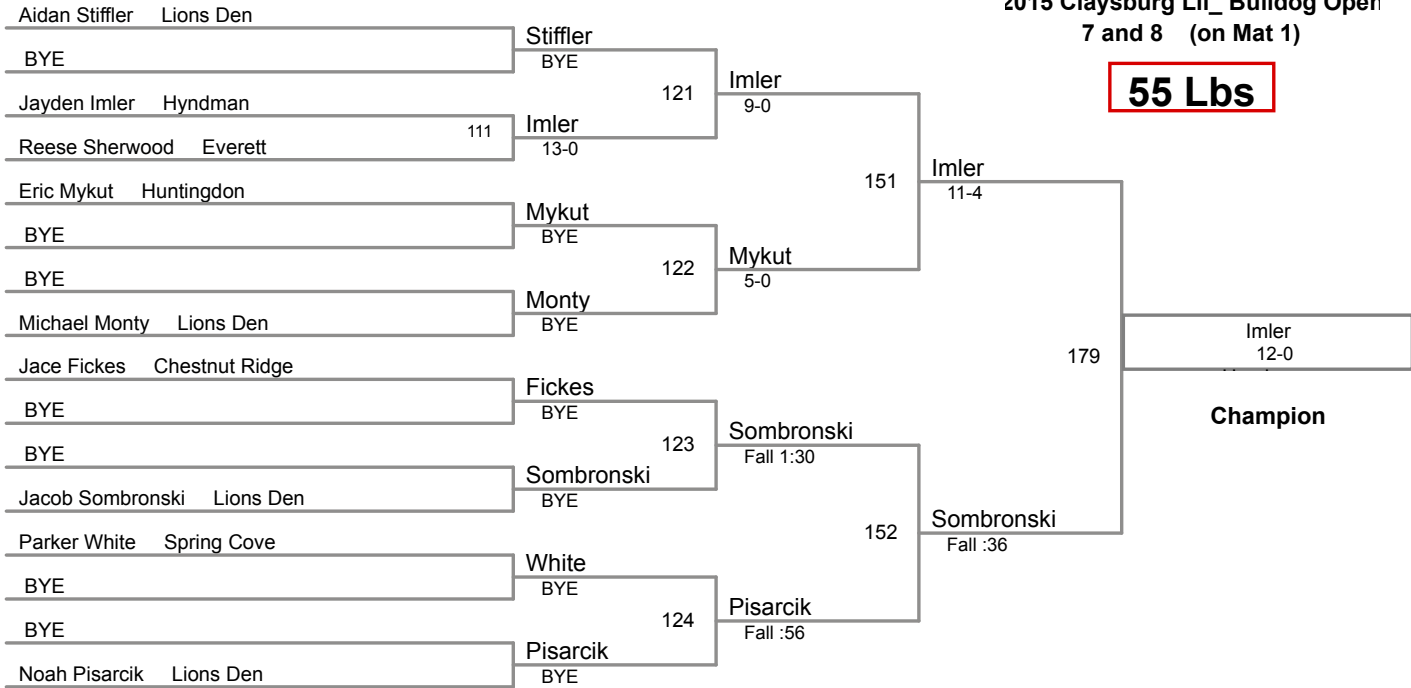 2015 Claysburg Lil_ Bulldog Open
7 and 8 (on Mat 1)
55 Lbs
Aidan Stiffler Lions Den
BYE
Jayden Imler Hyndman
111
Reese Sherwood Everett
Eric Mykut Huntingdon
BYE
BYE
Michael Monty Lions Den
Jace Fickes Chestnut Ridge
BYE
BYE
Jacob Sombronski Lions Den
Parker White Spring Cove
BYE
BYE
Noah Pisarcik Lions Den
Stiffler
BYE
121
Imler
13-0
Mykut
BYE
122
Monty
BYE
Fickes
BYE
123
Sombronski
BYE
White
BYE
124
Pisarcik
BYE
Imler
9-0
151
Mykut
5-0
Sombronski
Fall 1:30
152
Pisarcik
Fall :56
Imler
11-4
179
Sombronski
Fall :36
Imler
12-0
Champion